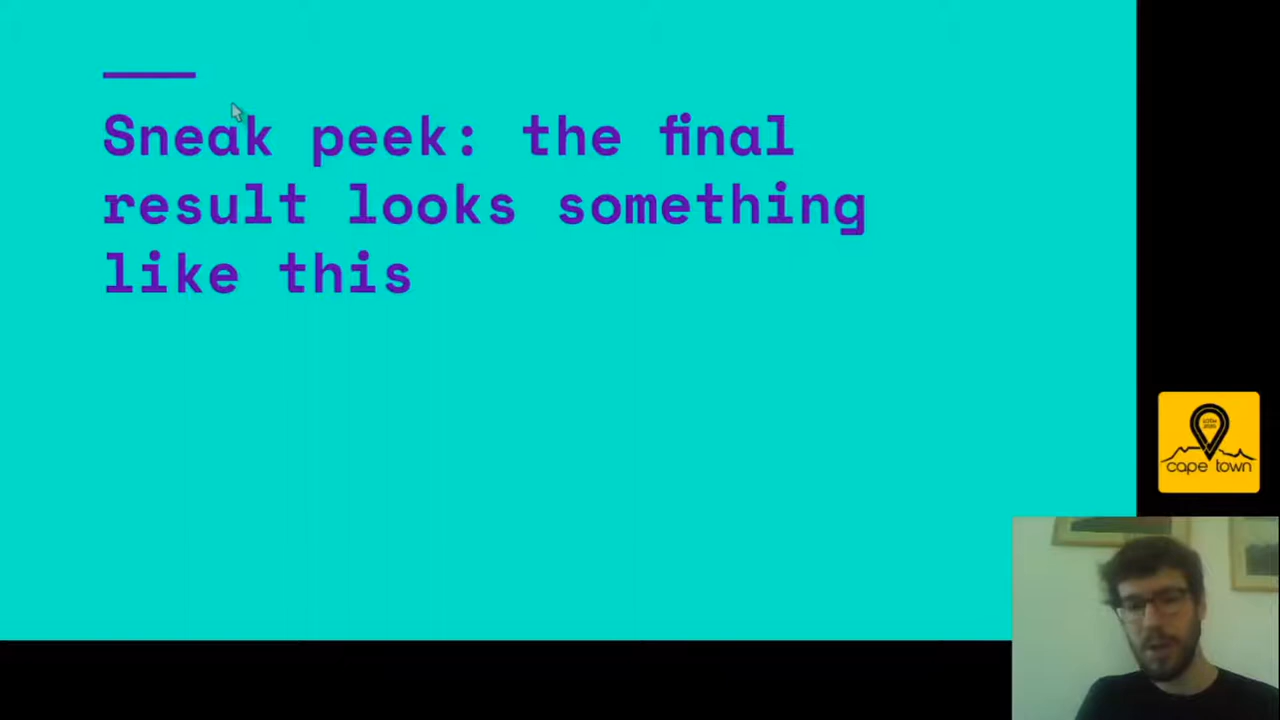 Sneak peek: the final
result looks something
like this
cape town